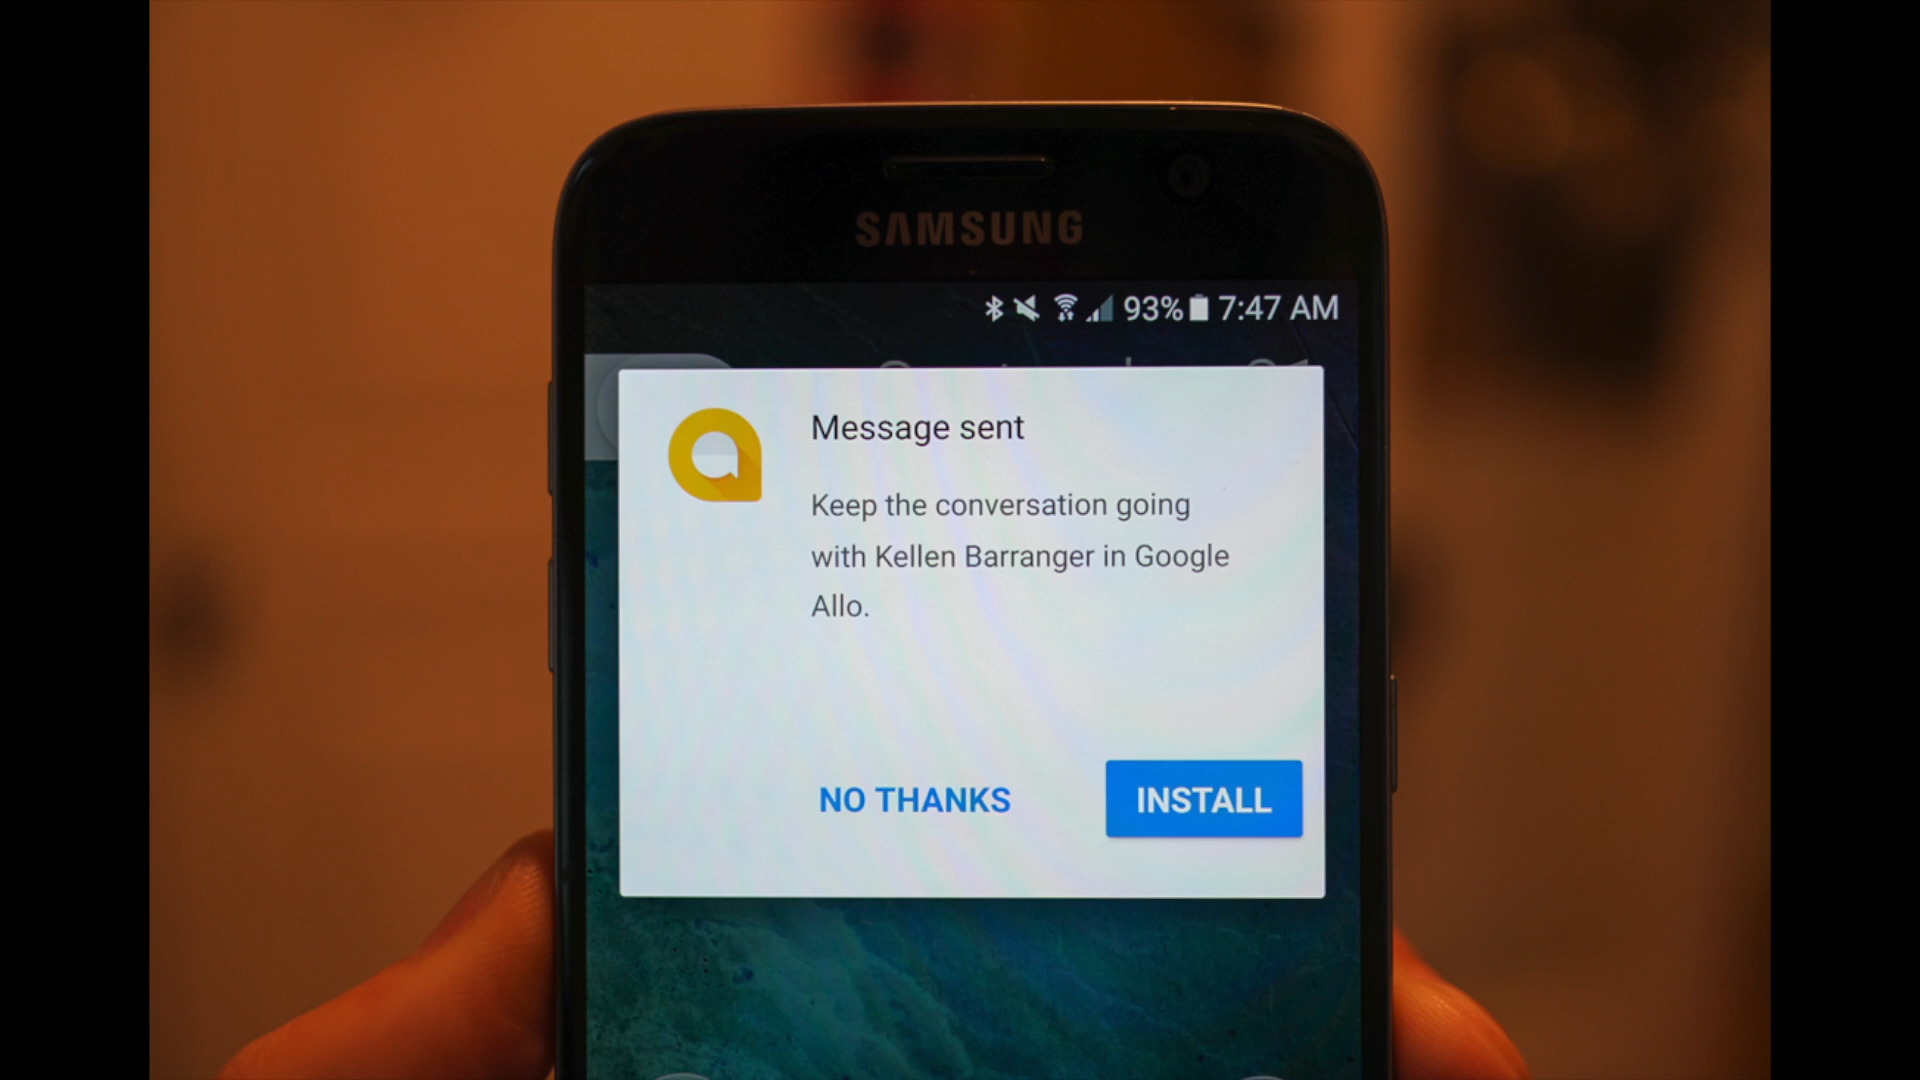 SAMSUNG
93% 7:47 AM
Message sent
Keep the conversation going
with Kellen Barranger in Google
Allo.
NO THANKS
INSTALL